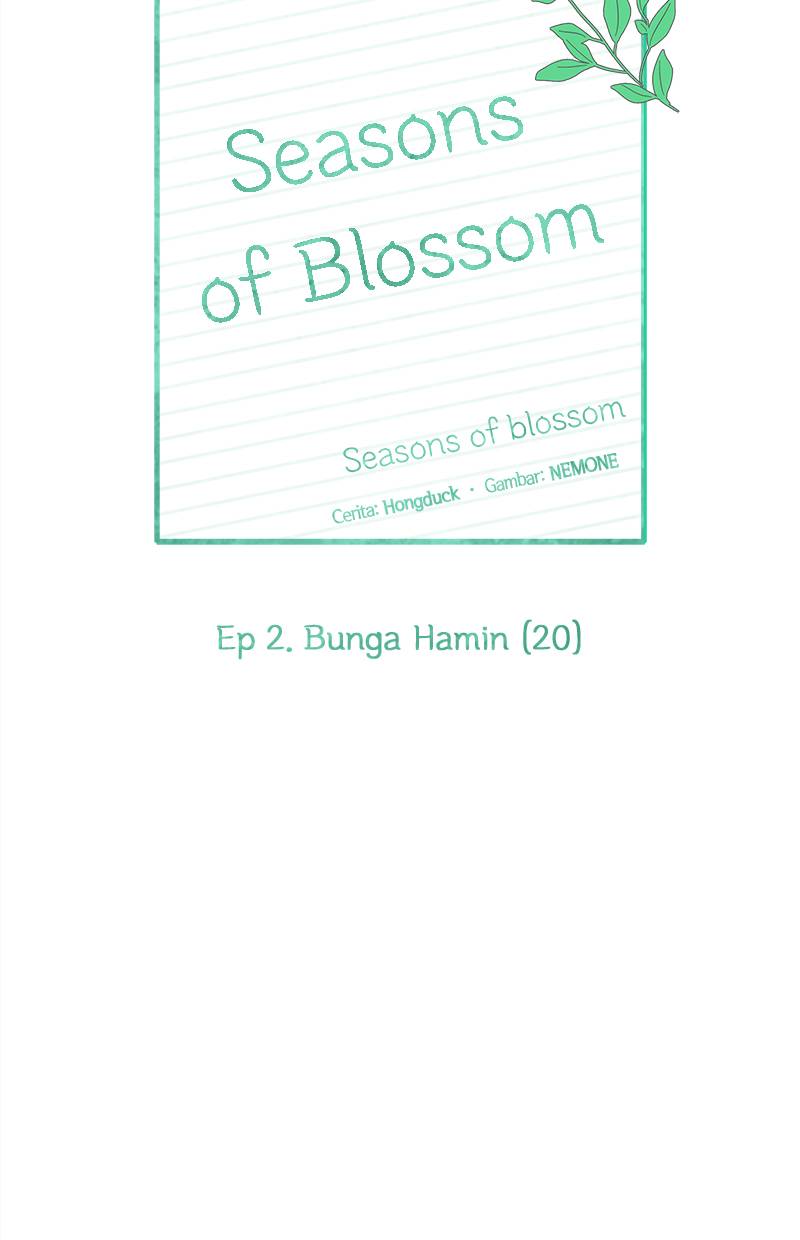 Seasons
of Blossom
Seasons of blossom
Cerita: Hongduck · Gambar: NEMONE
Ep 2. Bunga Hamin (20)